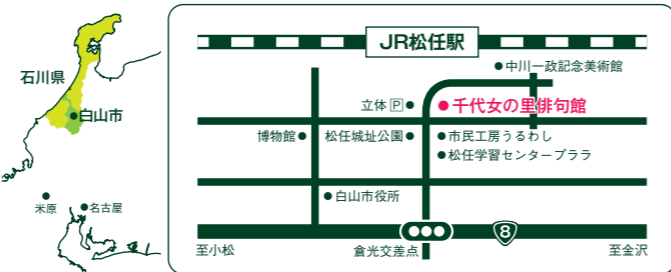 石川県
白山市
米原
名古屋
JR松任駅
中川一政記念美術館
立体P
千代女の里俳句館
博物館
松任城址公園
市民工房うるわし
松任学習センタープララ
白山市役所
8
至小松
倉光交差点
至金沢